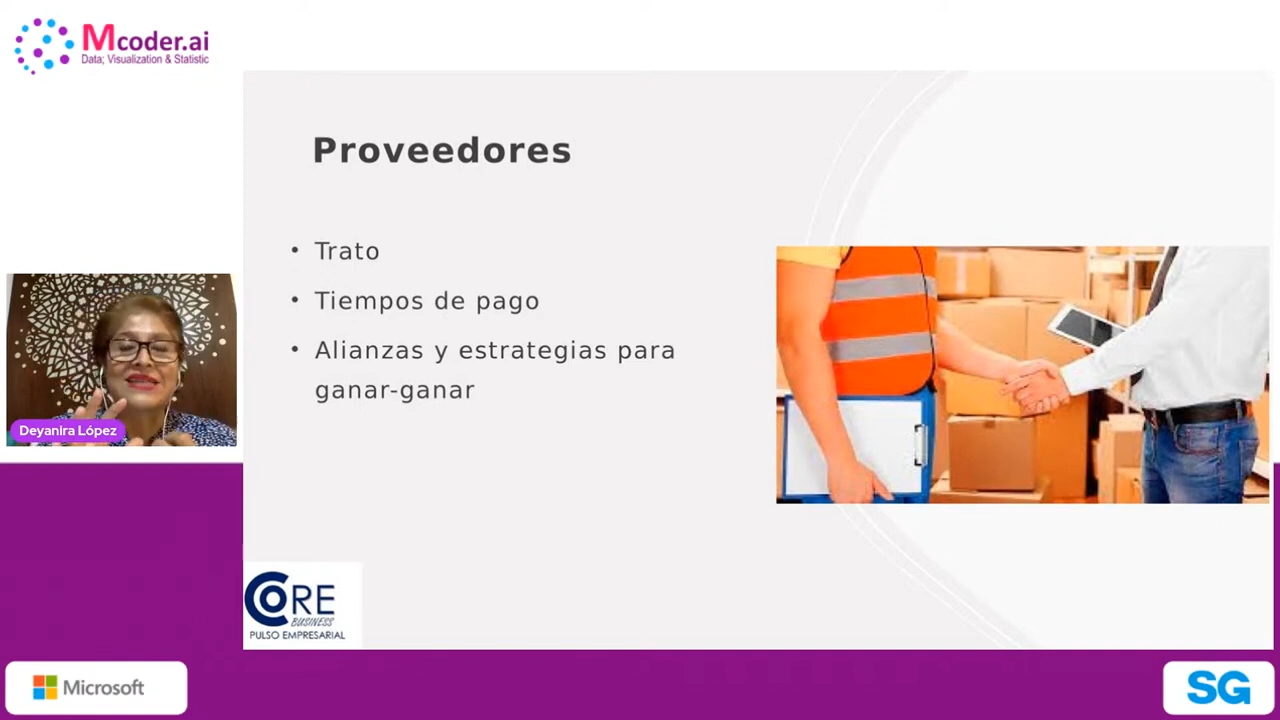 Mcoder.ai
Data; Visualization & Statistic
Proveedores
• Trato
• Tiempos de pago
• Alianzas y estrategias para
ganar-ganar
Deyanira López
CORE
BUSINESS
PULSO EMPRESARIAL
Microsoft
SG